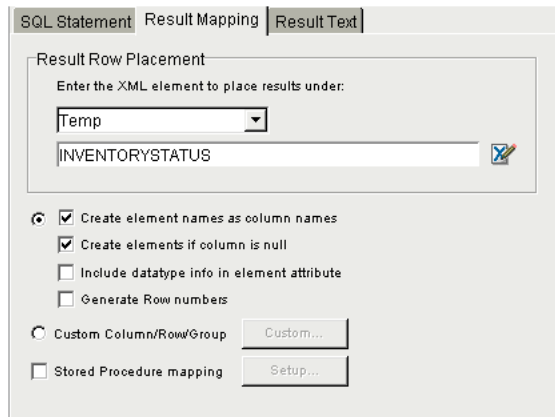 SQL Statement Result Mapping Result Text
Result Row Placement
Enter the XML element to place results under:
Temp
INVENTORYSTATUS
Create element names as column names
Create elements if column is null
Include datatype info in element attribute
Generate Row numbers
Custom Column/Row/Group Custom...
Stored Procedure mapping Setup...